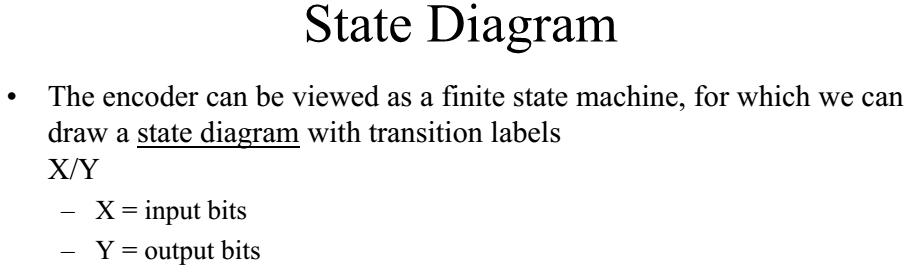 State Diagram
• The encoder can be viewed as a finite state machine, for which we can
draw a state diagram with transition labels
X/Y
– X = input bits
– Y = output bits